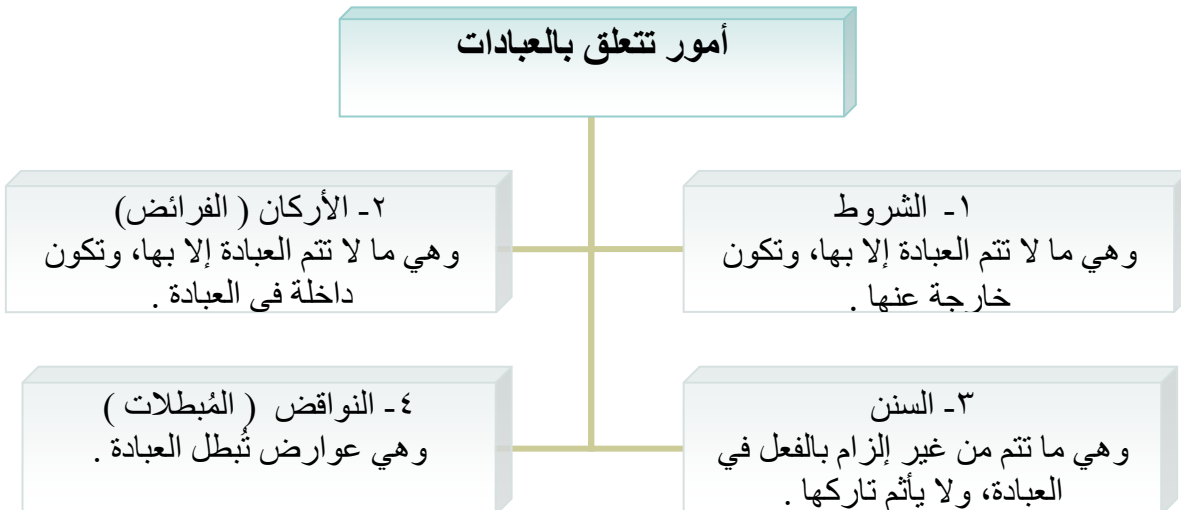 أمور تتعلق بالعبادات
١- الشروط
وهي ما لا تتم العبادة إلا بها، وتكون
خارجة عنها .
٢- الأركان ( الفرائض)
وهي ما لا تتم العبادة إلا بها، وتكون
داخلة في العبادة .
٣- السنن
وهي ما تتم من غير إلزام بالفعل في
العبادة، ولا يأثم تاركها .
٤- النواقض ( المُبطلات )
وهي عوارض تُبطل العبادة .